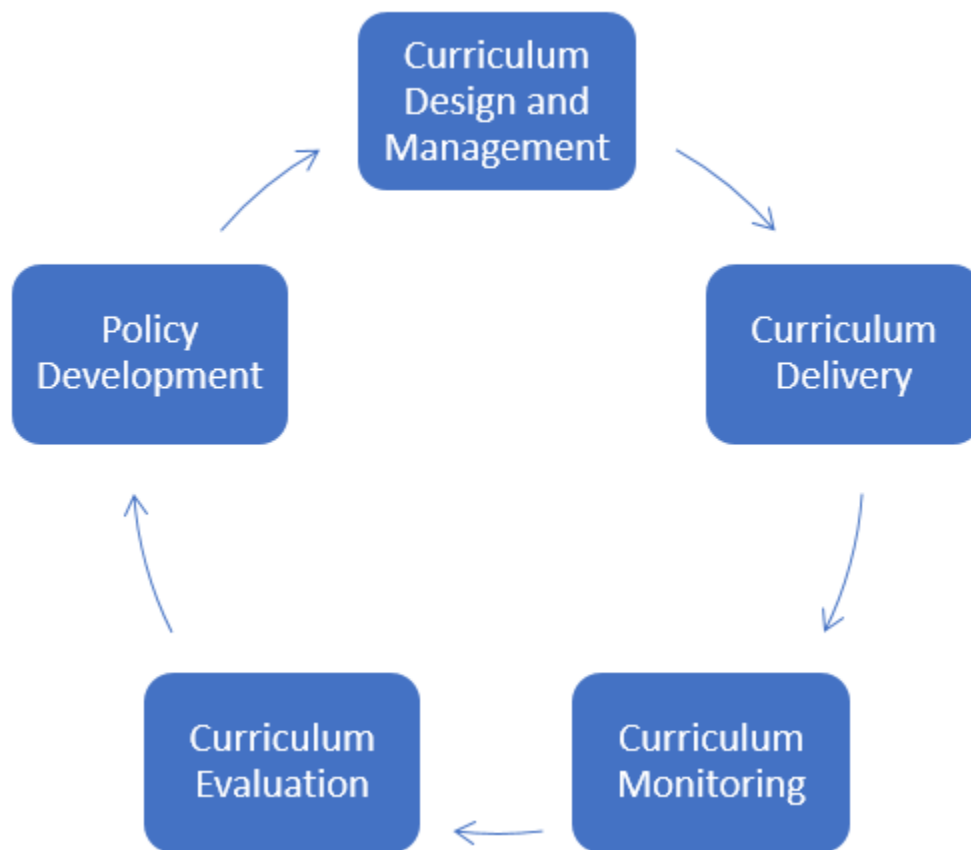 Curriculum
Design and
Management
Curriculum
Delivery
Curriculum
Monitoring
Curriculum
Evaluation
Policy
Development